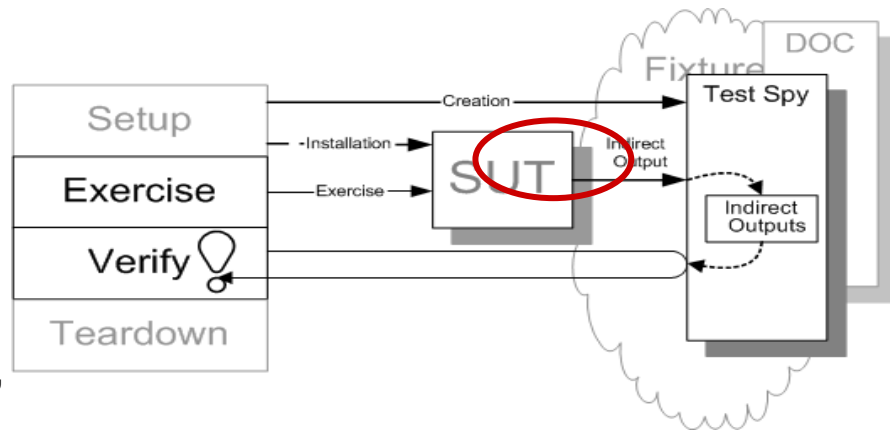 DOC
Fixture
Test Spy
Setup
Creation
-Installation
SUT
Indirect
Output
Exercise
Exercise
Indirect
Outputs
Verify
Teardown